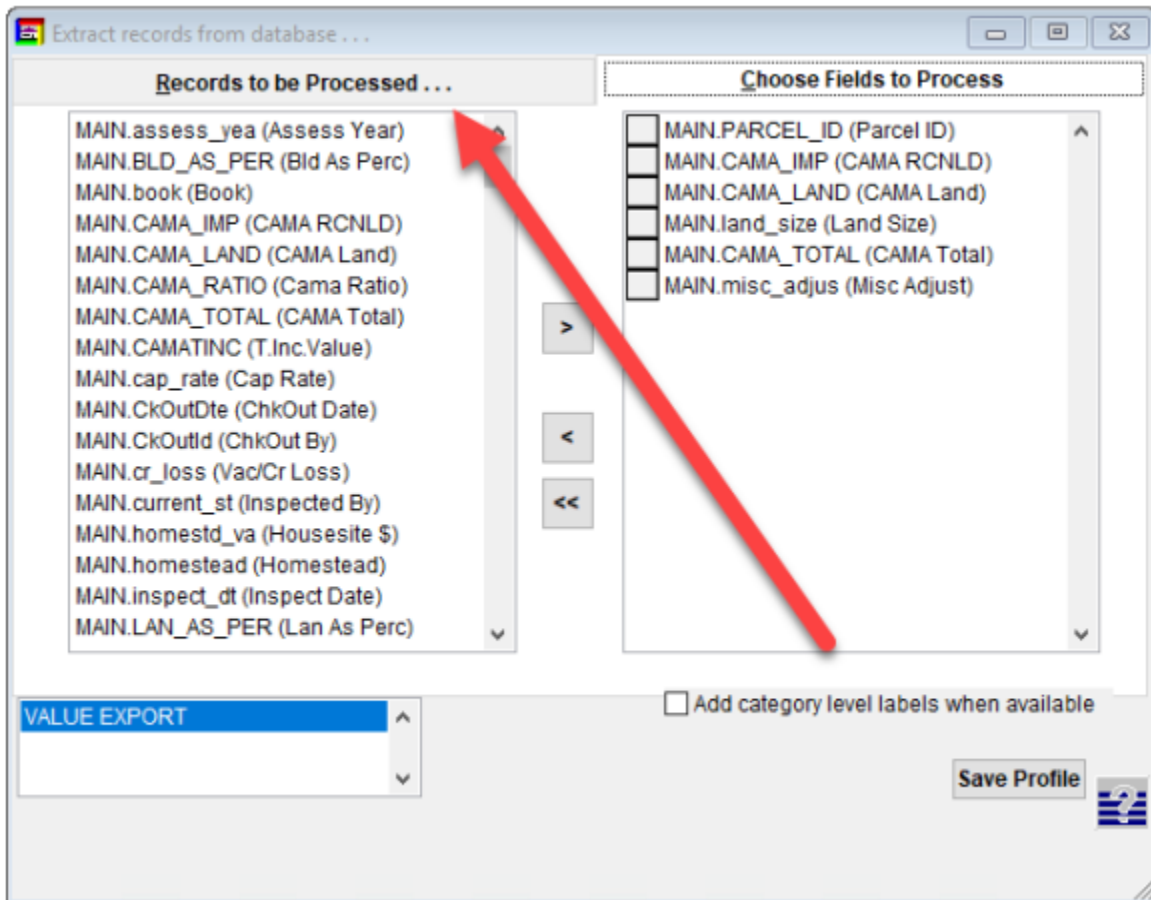 Extract records from database . . .
Records to be Processed . . .
Choose Fields to Process
MAIN.assess_yea (Assess Year)
MAIN.BLD_AS_PER (Bld As Perc)
MAIN.book (Book)
MAIN.CAMA_IMP (CAMA RCNLD)
MAIN.CAMA_LAND (CAMA Land)
MAIN.CAMA_RATIO (Cama Ratio)
MAIN.CAMA_TOTAL (CAMA Total)
MAIN.CAMATINC (T.Inc.Value)
MAIN.cap_rate (Cap Rate)
MAIN.CkOutDte (ChkOut Date)
MAIN.CkOutId (ChkOut By)
MAIN.cr_loss (Vac/Cr Loss)
MAIN.current_st (Inspected By)
MAIN.homestd_va (Housesite $)
MAIN.homestead (Homestead)
MAIN.inspect_dt (Inspect Date)
MAIN.LAN_AS_PER (Lan As Perc)
>
<
<<
MAIN.PARCEL_ID (Parcel ID)
MAIN.CAMA_IMP (CAMA RCNLD)
MAIN.CAMA_LAND (CAMA Land)
MAIN.land_size (Land Size)
MAIN.CAMA_TOTAL (CAMA Total)
MAIN.misc_adjus (Misc Adjust)
VALUE EXPORT
Add category level labels when available
Save Profile
?